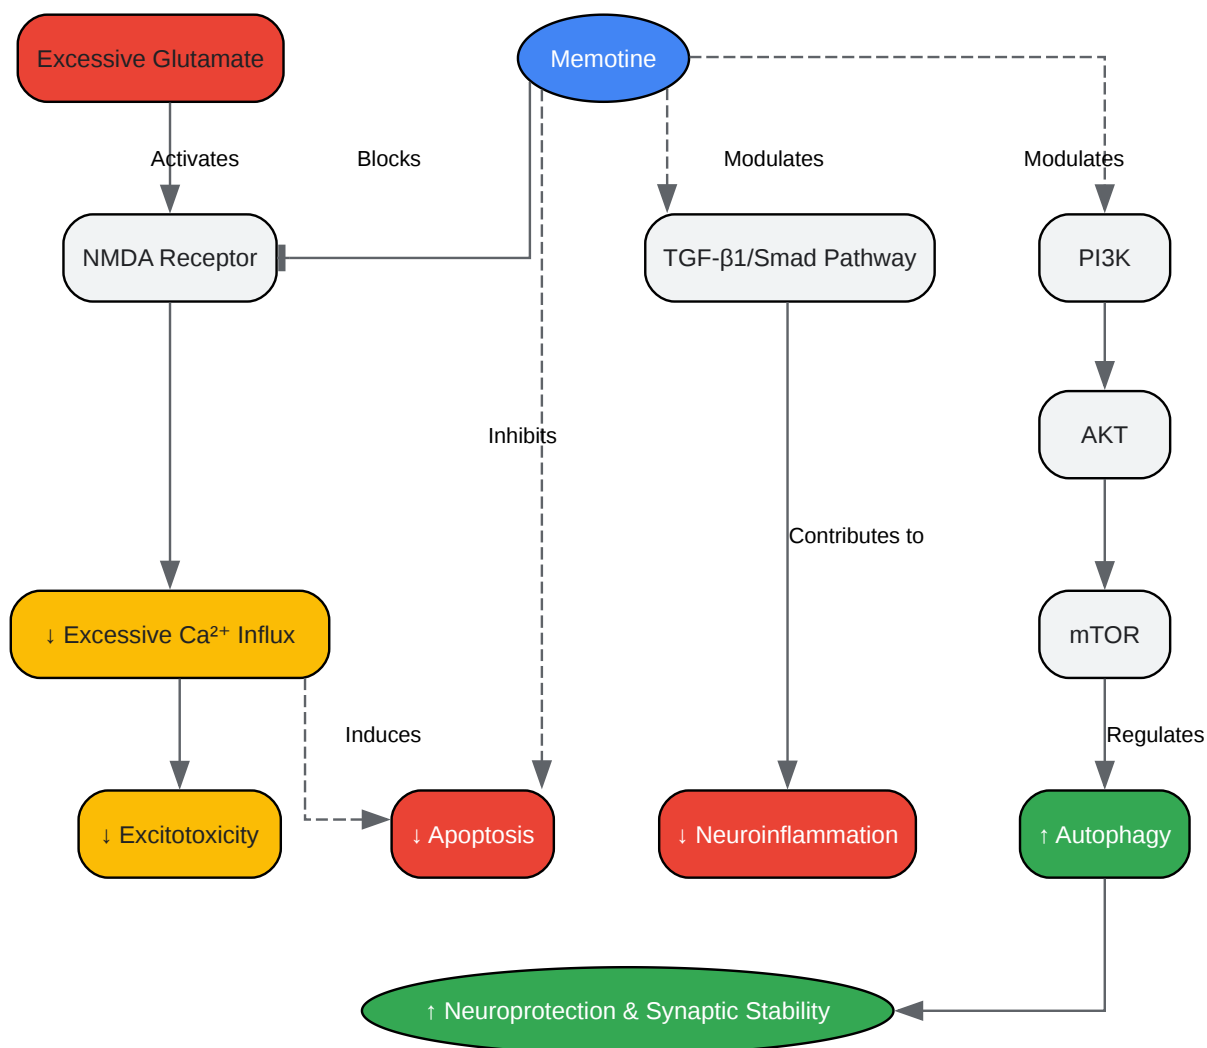 Excessive Glutamate
Memotine
Activates
Blocks
Modulates
Modulates
NMDA Receptor
TGF-β1/Smad Pathway
PI3K
Inhibits
AKT
Contributes to
↓ Excessive Ca²⁺ Influx
mTOR
Induces
Regulates
↓ Excitotoxicity
↓ Apoptosis
↓ Neuroinflammation
↑ Autophagy
↑ Neuroprotection & Synaptic Stability